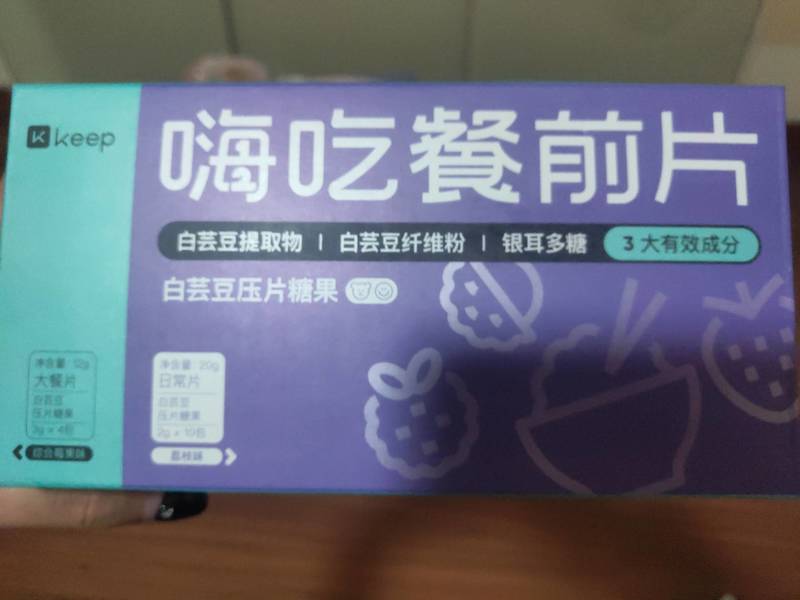 keep
嗨吃餐前片
白芸豆提取物 | 白芸豆纤维粉 | 银耳多糖 3大有效成分
白芸豆压片糖果
净含量 12g
大餐片
白芸豆
压片糖果
3g×4包
综合莓果味
净含量 20g
日常片
白芸豆
压片糖果
2g×10包
荔枝味